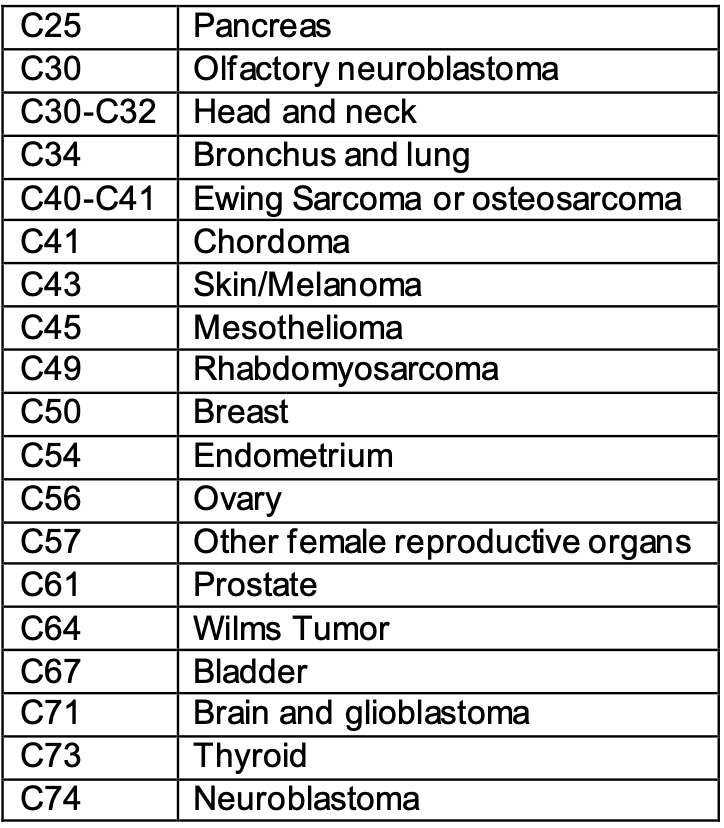 C25 Pancreas
C30 Olfactory neuroblastoma
C30-C32 Head and neck
C34 Bronchus and lung
C40-C41 Ewing Sarcoma or osteosarcoma
C41 Chordoma
C43 Skin/Melanoma
C45 Mesothelioma
C49 Rhabdomyosarcoma
C50 Breast
C54 Endometrium
C56 Ovary
C57 Other female reproductive organs
C61 Prostate
C64 Wilms Tumor
C67 Bladder
C71 Brain and glioblastoma
C73 Thyroid
C74 Neuroblastoma